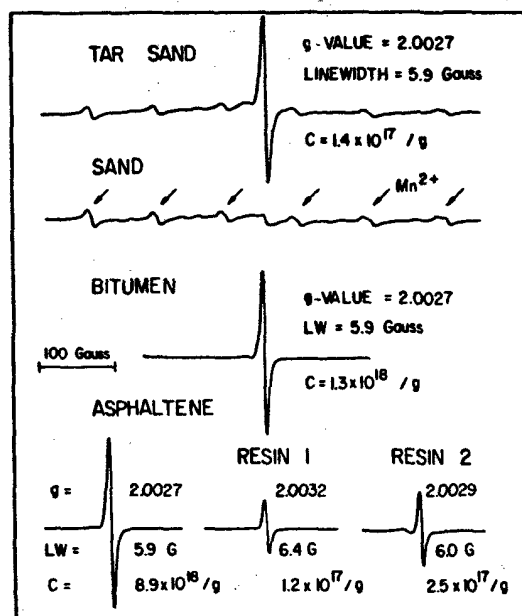 TAR SAND
g-VALUE = 2.0027
LINEWIDTH = 5.9 Gauss
C = 1.4 x 10^17 / g
SAND
Mn^2+
BITUMEN
g-VALUE = 2.0027
LW = 5.9 Gauss
100 Gauss
C = 1.3 x 10^18 / g
ASPHALTENE
RESIN 1 RESIN 2
g = 2.0027 2.0032 2.0029
LW = 5.9 G 6.4 G 6.0 G
C = 8.9 x 10^18 / g 1.2 x 10^17 / g 2.5 x 10^17 / g